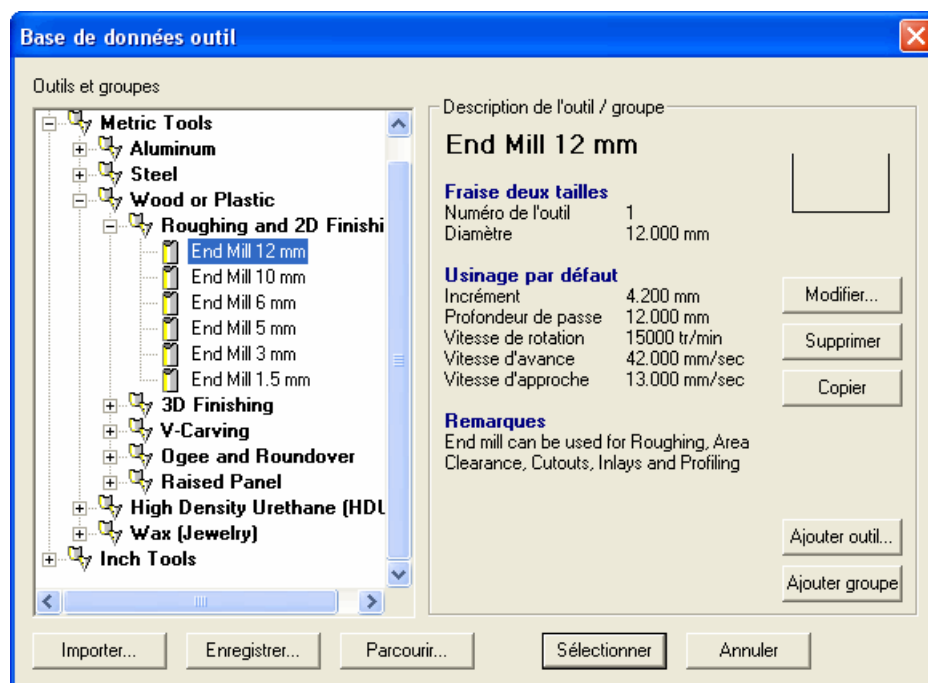 Base de données outil
Outils et groupes
Metric Tools
Aluminum
Steel
Wood or Plastic
Roughing and 2D Finishi
End Mill 12 mm
End Mill 10 mm
End Mill 6 mm
End Mill 5 mm
End Mill 3 mm
End Mill 1.5 mm
3D Finishing
V-Carving
Ogee and Roundover
Raised Panel
High Density Urethane (HDU
Wax (Jewelry)
Inch Tools
Description de l'outil / groupe
End Mill 12 mm
Fraise deux tailles
Numéro de l'outil 1
Diamètre 12.000 mm
Usinage par défaut
Incrément 4.200 mm
Profondeur de passe 12.000 mm
Vitesse de rotation 15000 tr/min
Vitesse d'avance 42.000 mm/sec
Vitesse d'approche 13.000 mm/sec
Remarques
End mill can be used for Roughing, Area
Clearance, Cutouts, Inlays and Profiling
Modifier...
Supprimer
Copier
Ajouter outil...
Ajouter groupe
Importer...
Enregistrer...
Parcourir...
Sélectionner
Annuler